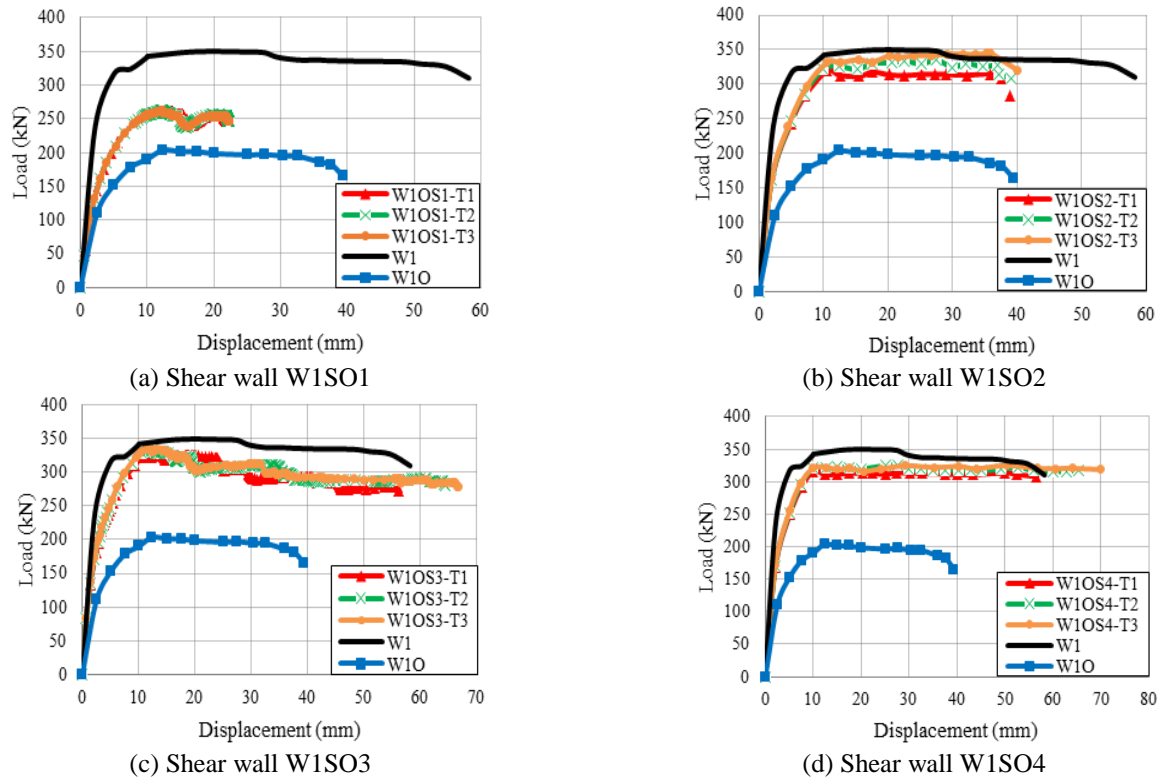 400
350
300
250
200
150
100
50
0
Load (kN)
W1OS1-T1
W1OS1-T2
W1OS1-T3
W1
W1O
0 10 20 30 40 50 60
Displacement (mm)
(a) Shear wall W1SO1
400
350
300
250
200
150
100
50
0
Load (kN)
W1OS2-T1
W1OS2-T2
W1OS2-T3
W1
W1O
0 10 20 30 40 50 60
Displacement (mm)
(b) Shear wall W1SO2
400
350
300
250
200
150
100
50
0
Load (kN)
W1OS3-T1
W1OS3-T2
W1OS3-T3
W1
W1O
0 10 20 30 40 50 60 70
Displacement (mm)
(c) Shear wall W1SO3
400
350
300
250
200
150
100
50
0
Load (kN)
W1OS4-T1
W1OS4-T2
W1OS4-T3
W1
W1O
0 10 20 30 40 50 60 70 80
Displacement (mm)
(d) Shear wall W1SO4